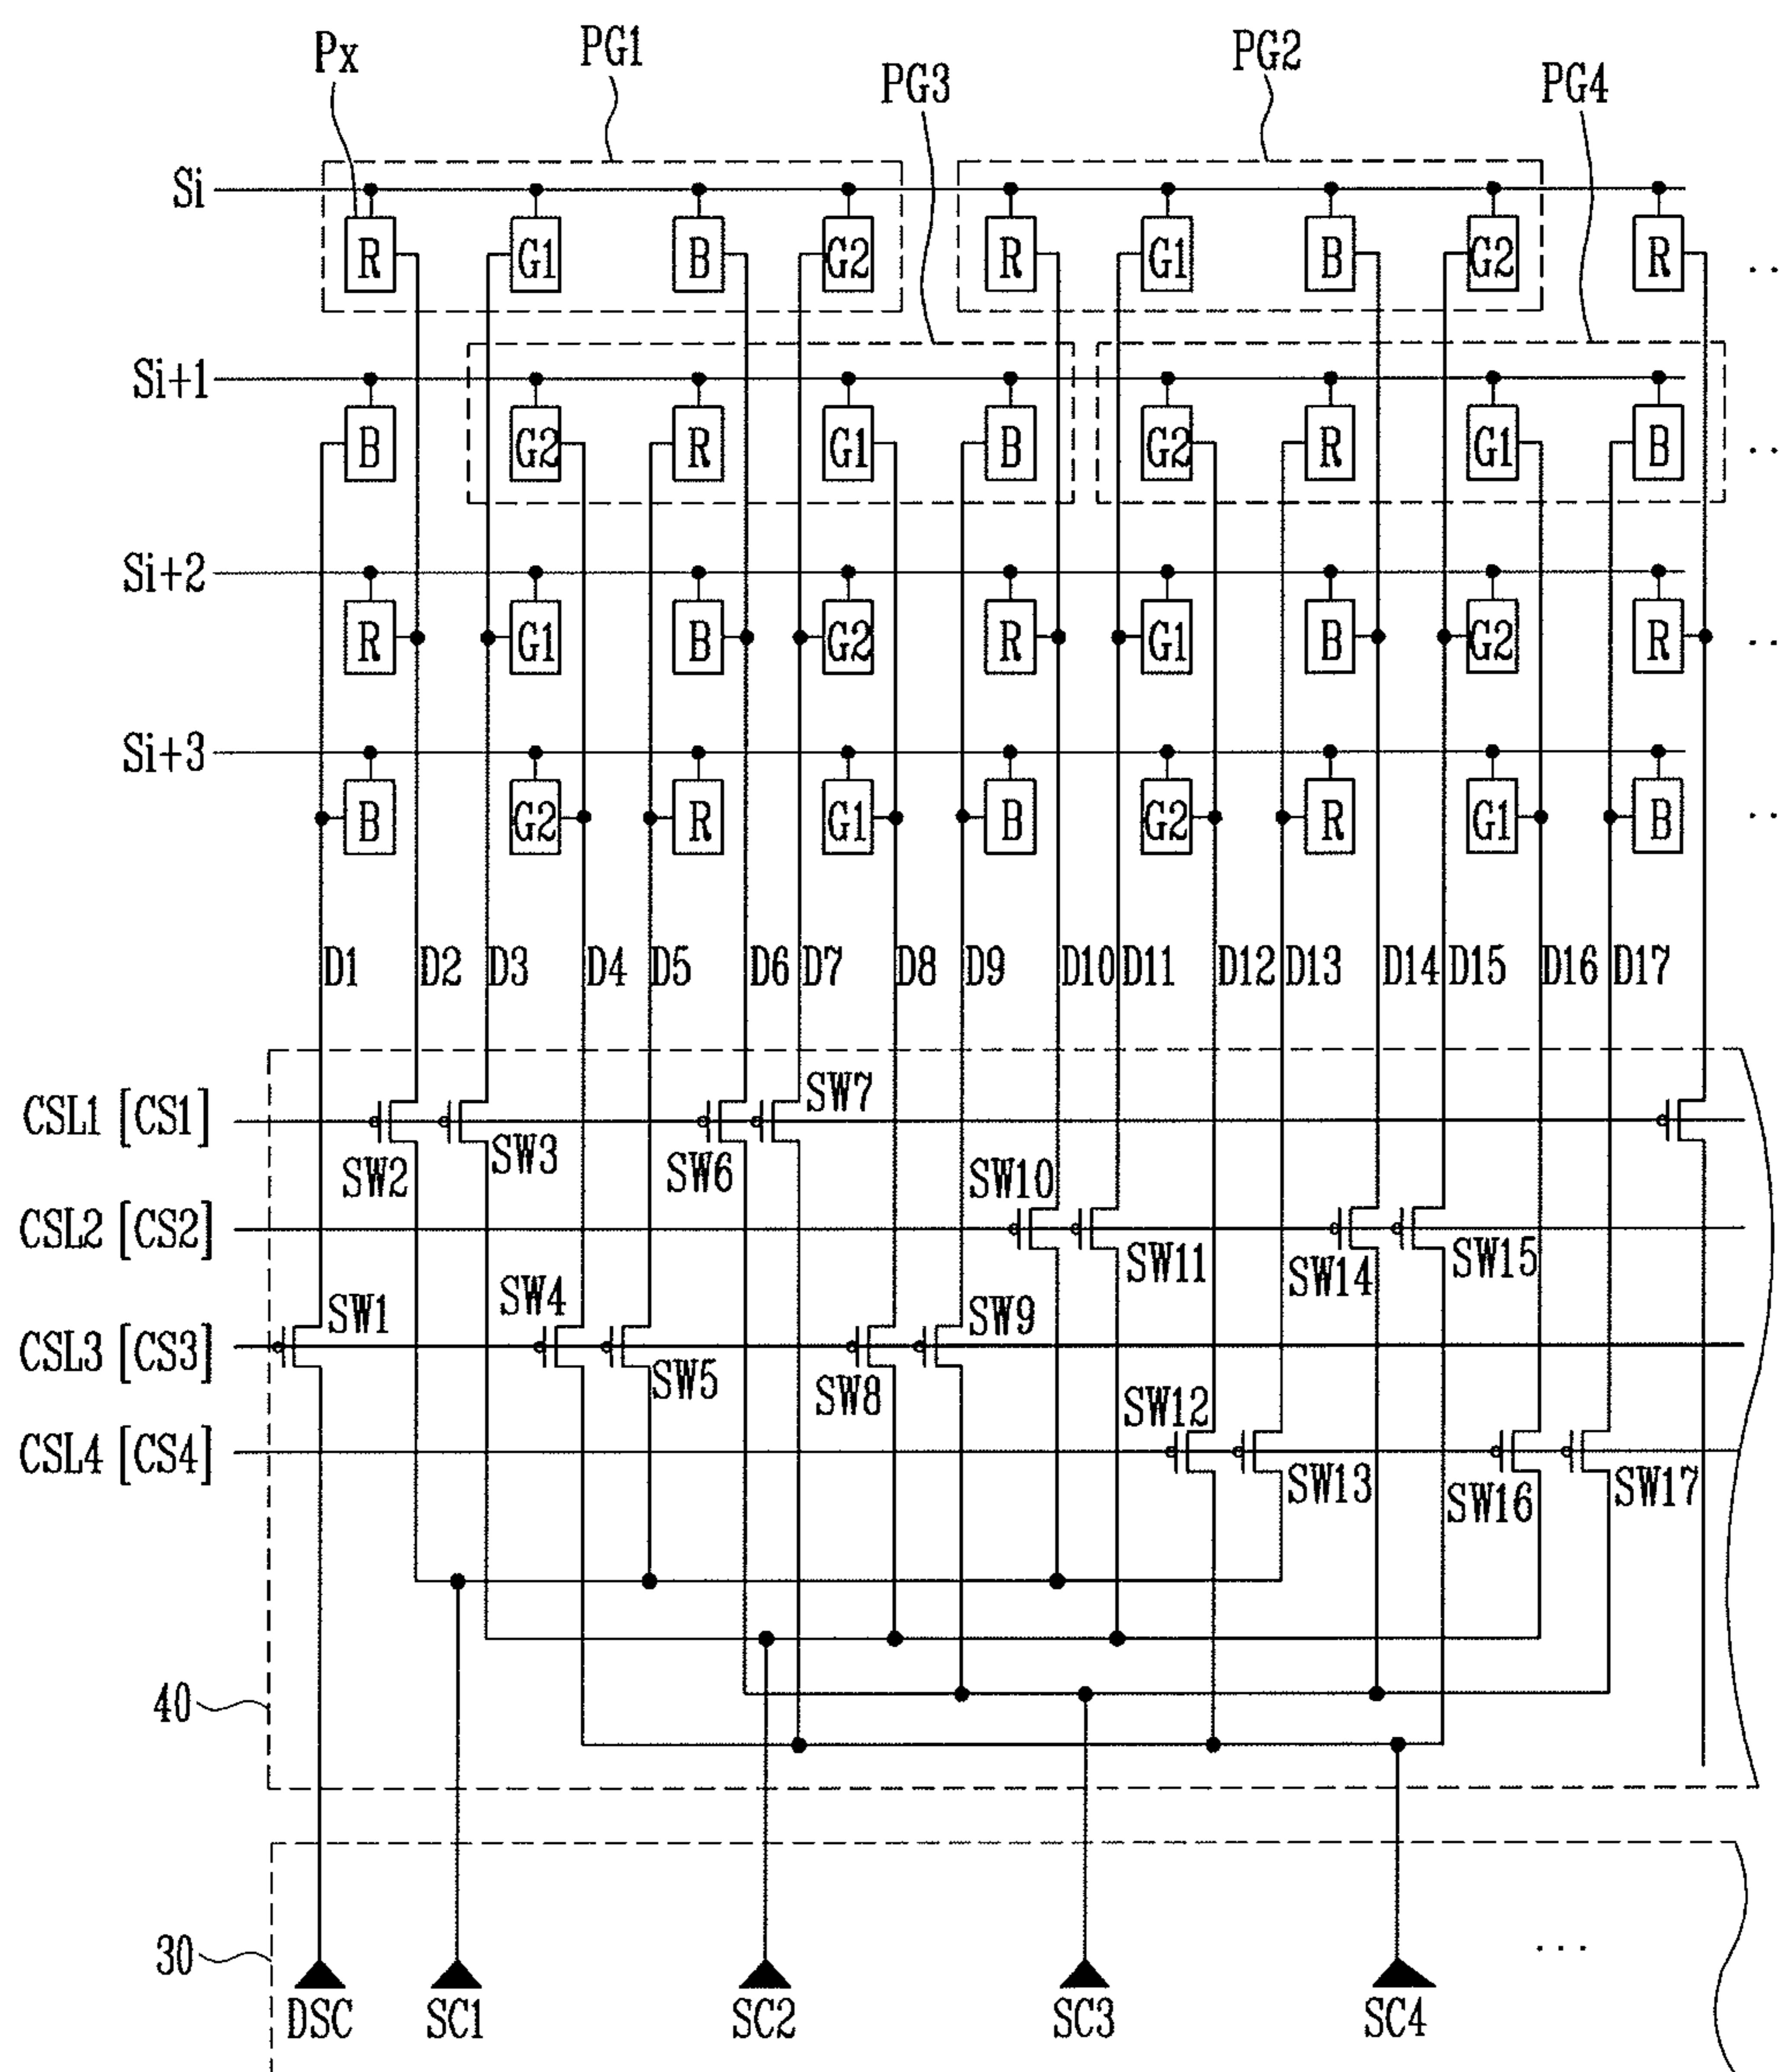 Px PG1 PG3 PG2 PG4
Si
R G1 B G2 R G1 B G2 R ..
Si+1
B G2 R G1 B G2 R G1 B ..
Si+2
R G1 B G2 R G1 B G2 R ..
Si+3
B G2 R G1 B G2 R G1 B ..
D1 D2 D3 D4 D5 D6 D7 D8 D9 D10 D11 D12 D13 D14 D15 D16 D17
CSL1 [CS1] SW2 SW3 SW6 SW7
CSL2 [CS2] SW10 SW11 SW14 SW15
CSL3 [CS3] SW1 SW4 SW5 SW8 SW9
CSL4 [CS4] SW12 SW13 SW16 SW17
40
30 ...
DSC SC1 SC2 SC3 SC4